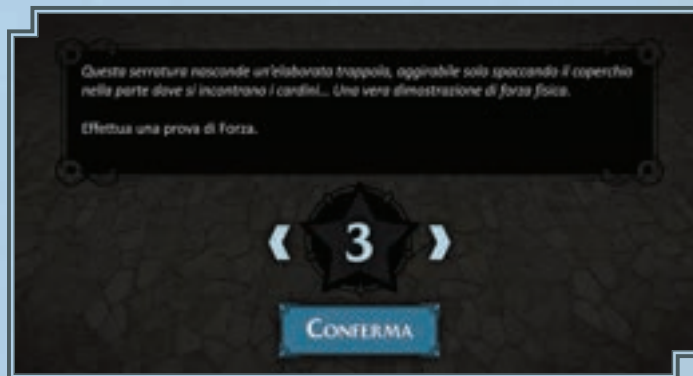 Questa serratura nasconde un'elaborata trappola, aggirabile solo spaccando il coperchio
nella parte dove si incontrano i cardini... Una vera dimostrazione di forza fisica.
Effettua una prova di Forza.
3
CONFERMA